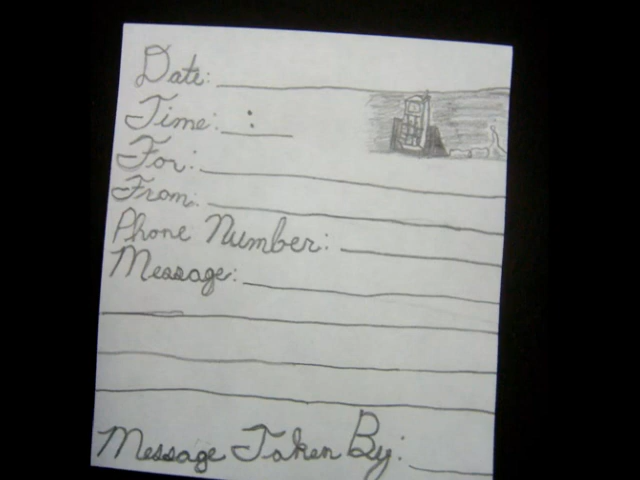 Date:
Time: :
For:
From:
Phone Number:
Message:
Message Taken By: